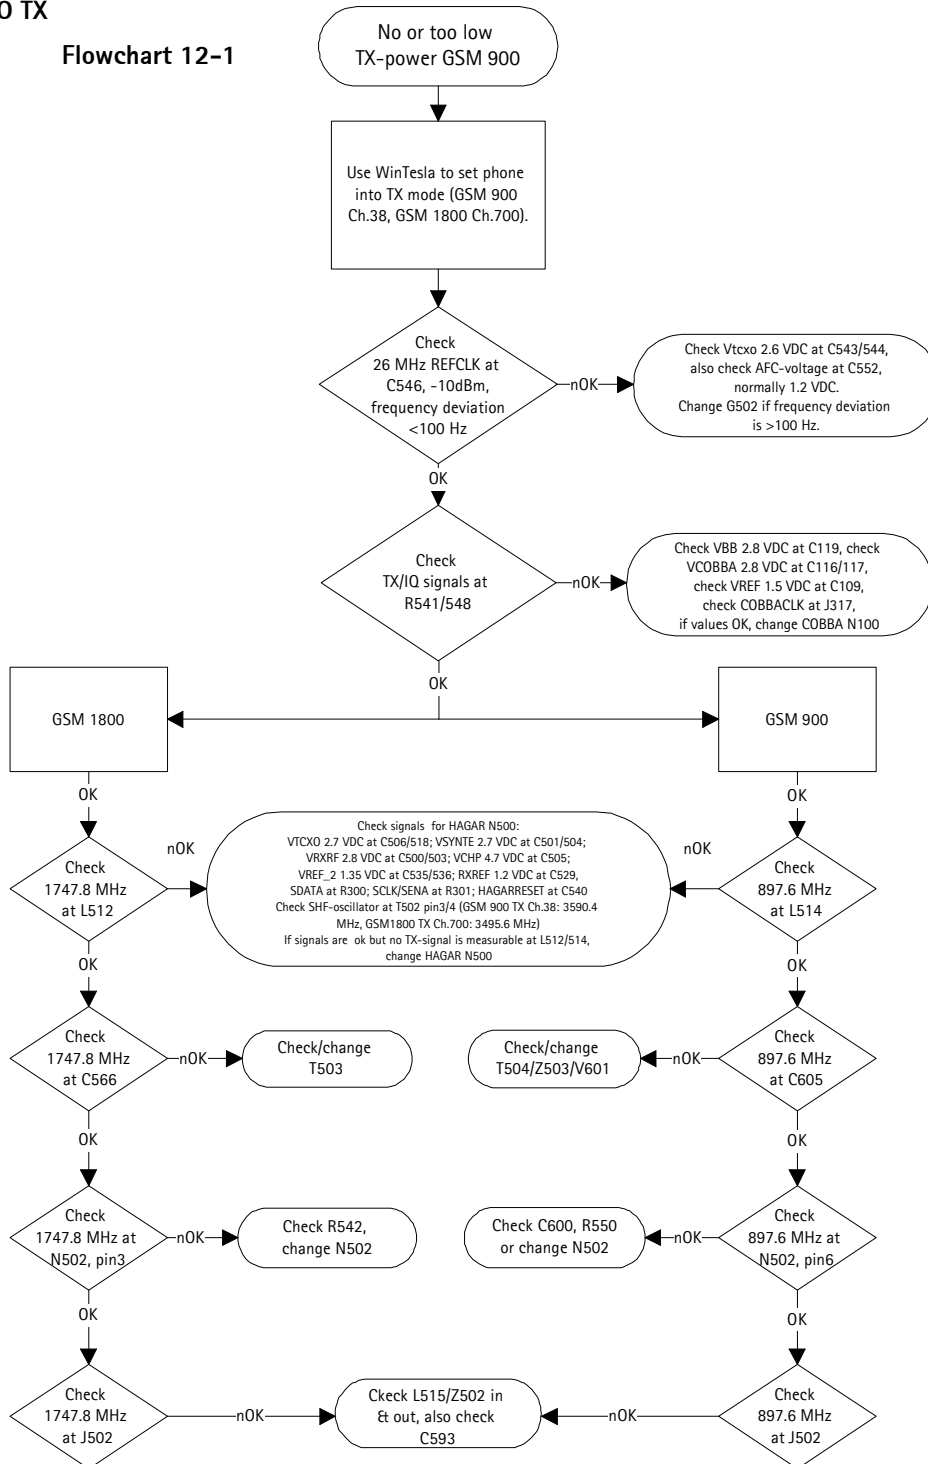 O TX
Flowchart 12-1
No or too low
TX-power GSM 900
Use WinTesla to set phone
into TX mode (GSM 900
Ch.38, GSM 1800 Ch.700).
Check
26 MHz REFCLK at
C546, -10dBm,
frequency deviation
<100 Hz
nOK
Check Vtcxo 2.6 VDC at C543/544,
also check AFC-voltage at C552,
normally 1.2 VDC.
Change G502 if frequency deviation
is >100 Hz.
OK
Check
TX/IQ signals at
R541/548
nOK
Check VBB 2.8 VDC at C119, check
VCOBBA 2.8 VDC at C116/117,
check VREF 1.5 VDC at C109,
check COBBACLK at J317,
if values OK, change COBBA N100
OK
GSM 1800
GSM 900
OK
OK
Check
1747.8 MHz
at L512
nOK
Check signals for HAGAR N500:
VTCXO 2.7 VDC at C506/518; VSYNTE 2.7 VDC at C501/504;
VRXRF 2.8 VDC at C500/503; VCHP 4.7 VDC at C505;
VREF_2 1.35 VDC at C535/536; RXREF 1.2 VDC at C529,
SDATA at R300; SCLK/SENA at R301; HAGARRESET at C540
Check SHF-oscillator at T502 pin3/4 (GSM 900 TX Ch.38: 3590.4
MHz, GSM1800 TX Ch.700: 3495.6 MHz)
If signals are ok but no TX-signal is measurable at L512/514,
change HAGAR N500
nOK
Check
897.6 MHz
at L514
OK
OK
Check
1747.8 MHz
at C566
nOK
Check/change
T503
Check/change
T504/Z503/V601
nOK
Check
897.6 MHz
at C605
OK
OK
Check
1747.8 MHz at
N502, pin3
nOK
Check R542,
change N502
Check C600, R550
or change N502
nOK
Check
897.6 MHz at
N502, pin6
OK
OK
Check
1747.8 MHz
at J502
nOK
Ckeck L515/Z502 in
& out, also check
C593
nOK
Check
897.6 MHz
at J502